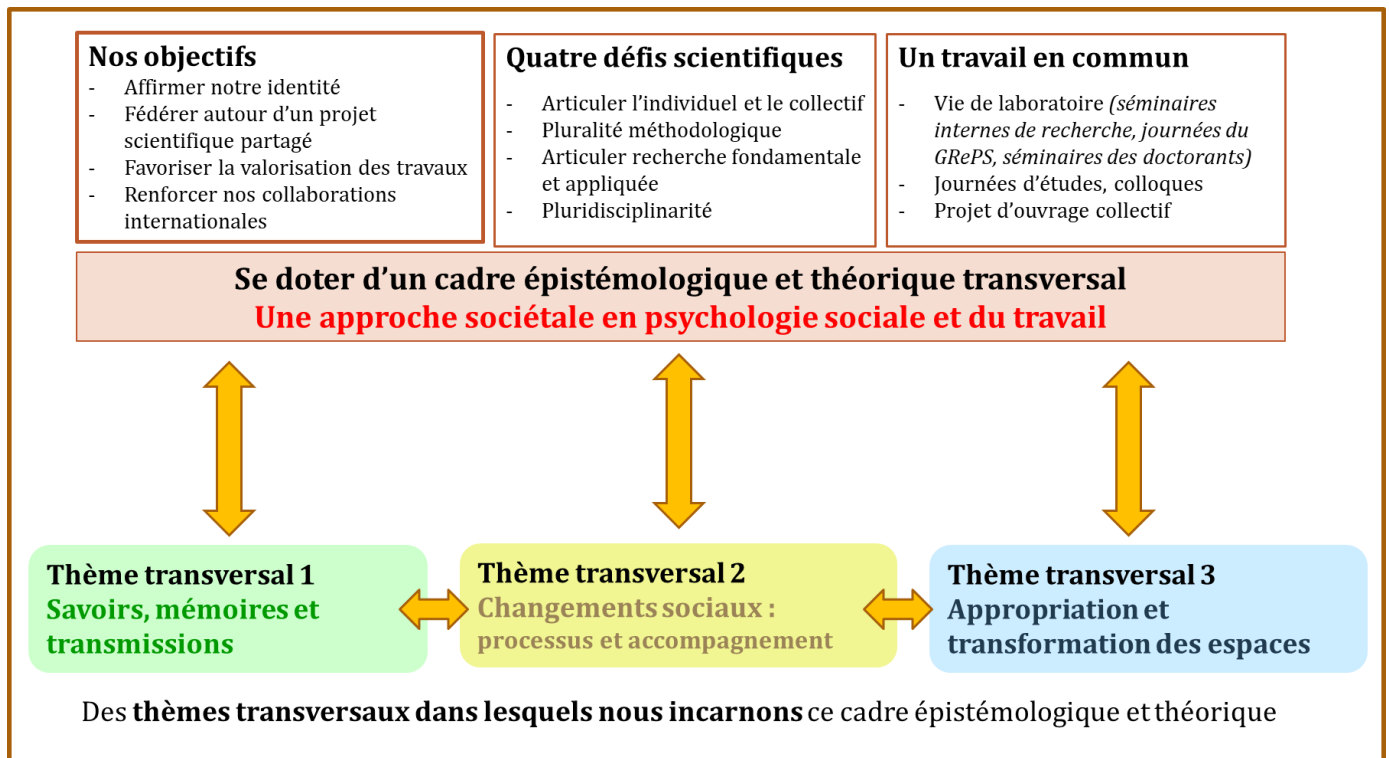 Nos objectifs
- Affirmer notre identité
- Fédérer autour d’un projet
scientifique partagé
- Favoriser la valorisation des travaux
- Renforcer nos collaborations
internationales
Quatre défis scientifiques
- Articuler l’individuel et le collectif
- Pluralité méthodologique
- Articuler recherche fondamentale
et appliquée
- Pluridisciplinarité
Un travail en commun
- Vie de laboratoire (séminaires
internes de recherche, journées du
GRePS, séminaires des doctorants)
- Journées d’études, colloques
- Projet d’ouvrage collectif
Se doter d’un cadre épistémologique et théorique transversal
Une approche sociétale en psychologie sociale et du travail
Thème transversal 1
Savoirs, mémoires et
transmissions
Thème transversal 2
Changements sociaux :
processus et accompagnement
Thème transversal 3
Appropriation et
transformation des espaces
Des thèmes transversaux dans lesquels nous incarnons ce cadre épistémologique et théorique